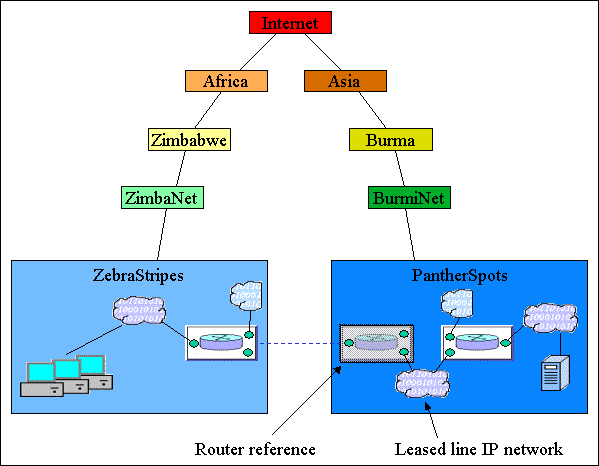 Internet
Africa
Asia
Zimbabwe
Burma
ZimbaNet
BurmiNet
ZebraStripes
PantherSpots
Router reference
Leased line IP network